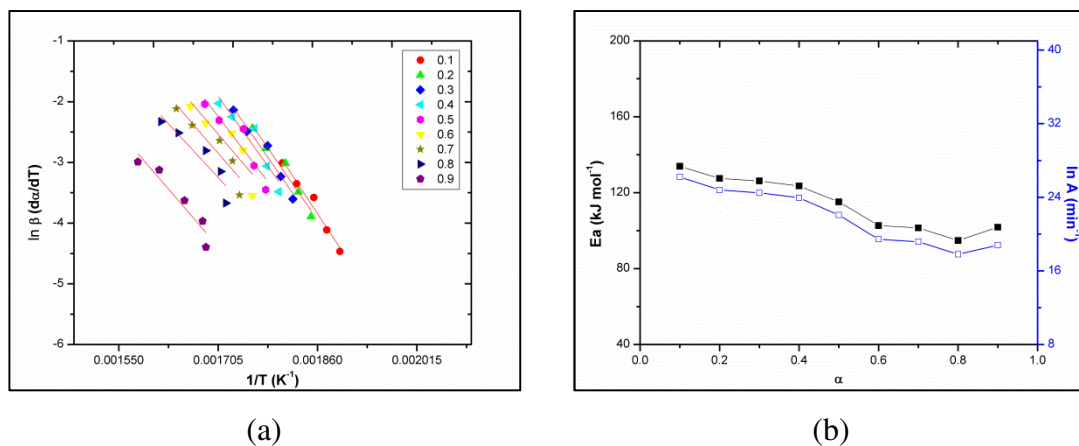 -1
-2
-3
-4
-5
-6
ln β (dα/dT)
0.001550 0.001705 0.001860 0.002015
1/T (K⁻¹)
0.1
0.2
0.3
0.4
0.5
0.6
0.7
0.8
0.9
(a)
200
160
120
80
40
Ea (kJ mol⁻¹)
0.0 0.2 0.4 0.6 0.8 1.0
α
40
32
24
16
8
ln A (min⁻¹)
(b)